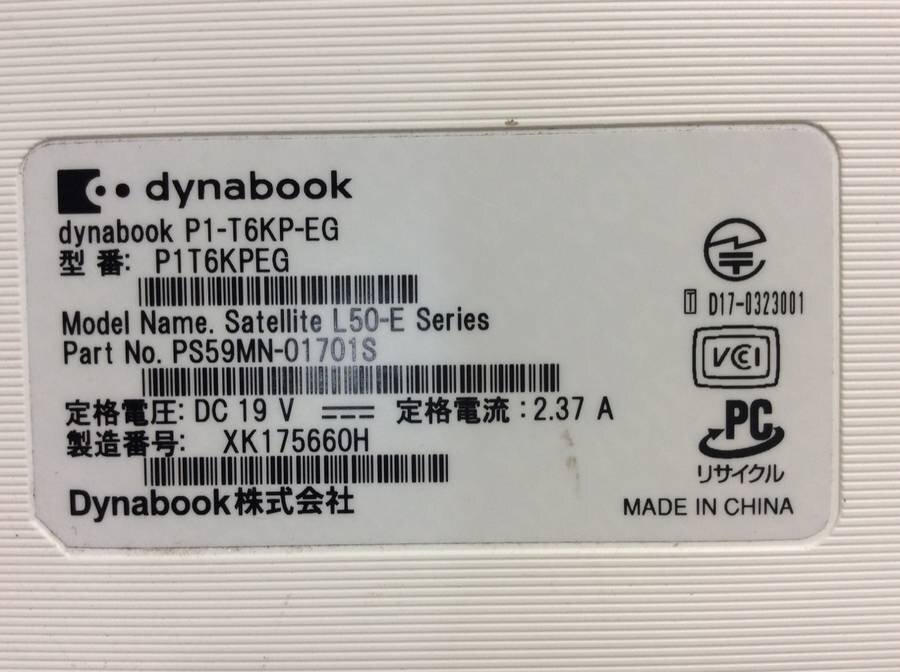 dynabook
dynabook P1-T6KP-EG
型番: P1T6KPEG
Model Name. Satellite L50-E Series
Part No. PS59MN-01701S
定格電圧: DC 19 V 定格電流:2.37 A
製造番号: XK175660H
Dynabook株式会社
T D17-0323001
VCCI
PC
リサイクル
MADE IN CHINA